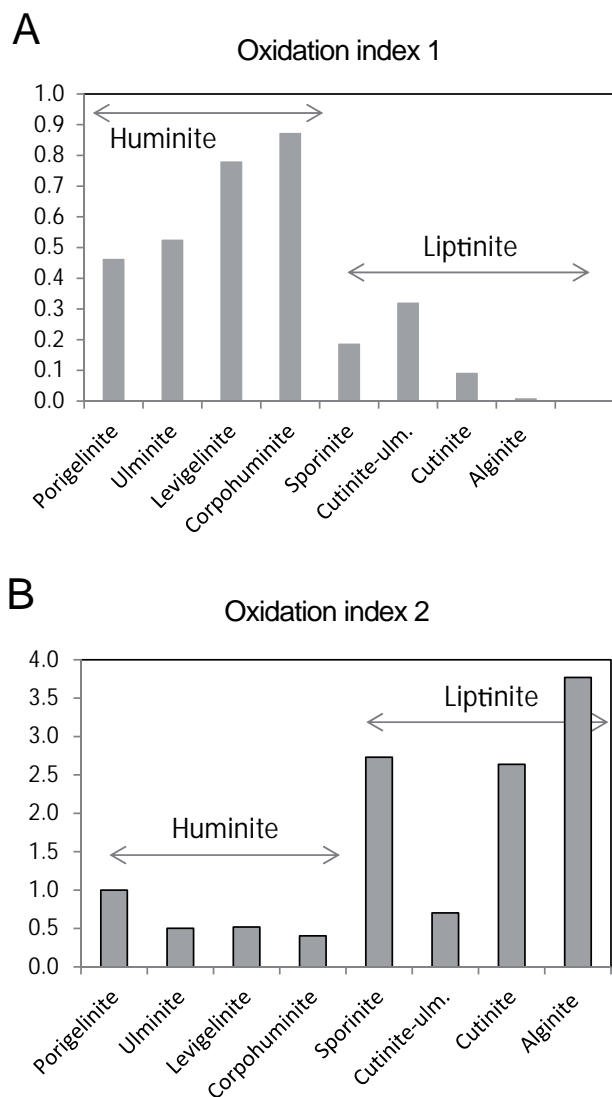 A
Oxidation index 1
1.0
0.9
Huminite
0.8
0.7
0.6
0.5
Liptinite
0.4
0.3
0.2
0.1
0.0
Porigelinite
Ulminite
Levigelinite
Corpohuminite
Sporinite
Cutinite-ulm.
Cutinite
Alginite
B
Oxidation index 2
4.0
3.5
Liptinite
3.0
2.5
2.0
Huminite
1.5
1.0
0.5
0.0
Porigelinite
Ulminite
Levigelinite
Corpohuminite
Sporinite
Cutinite-ulm.
Cutinite
Alginite